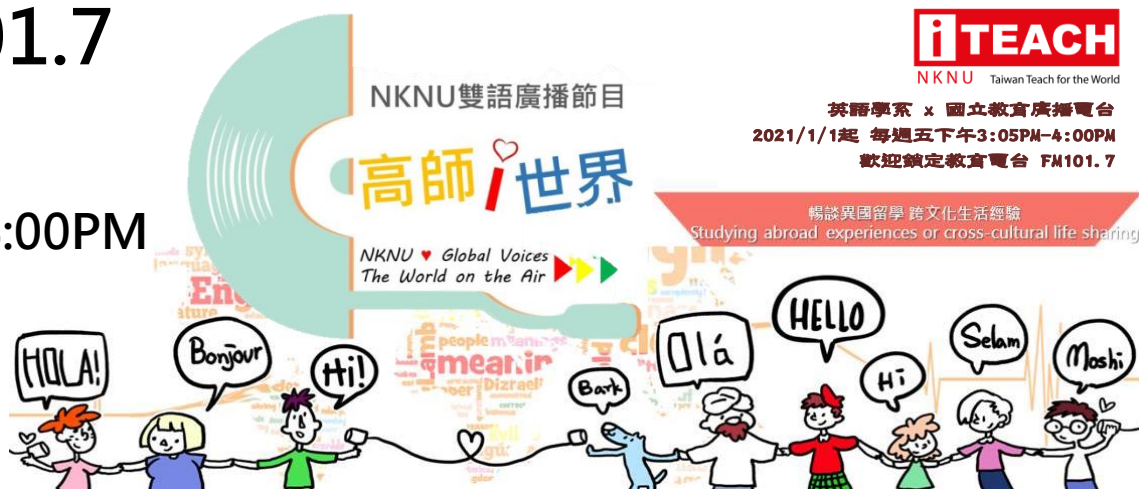 01.7
:00PM
NKNU雙語廣播節目
高師i世界
NKNU ♥ Global Voices
The World on the Air
iTEACH
NKNU Taiwan Teach for the World
英語學系 x 國立教育廣播電台
2021/1/1起 每週五下午3:05PM-4:00PM
歡迎鎖定教育電台 FM101.7
暢談異國留學 跨文化生活經驗
Studying abroad experiences or cross-cultural life sharing
HOLA!
Bonjour
Hi!
Bark
Olá
HELLO
Hi
Selam
Moshi
people
Dizraeli